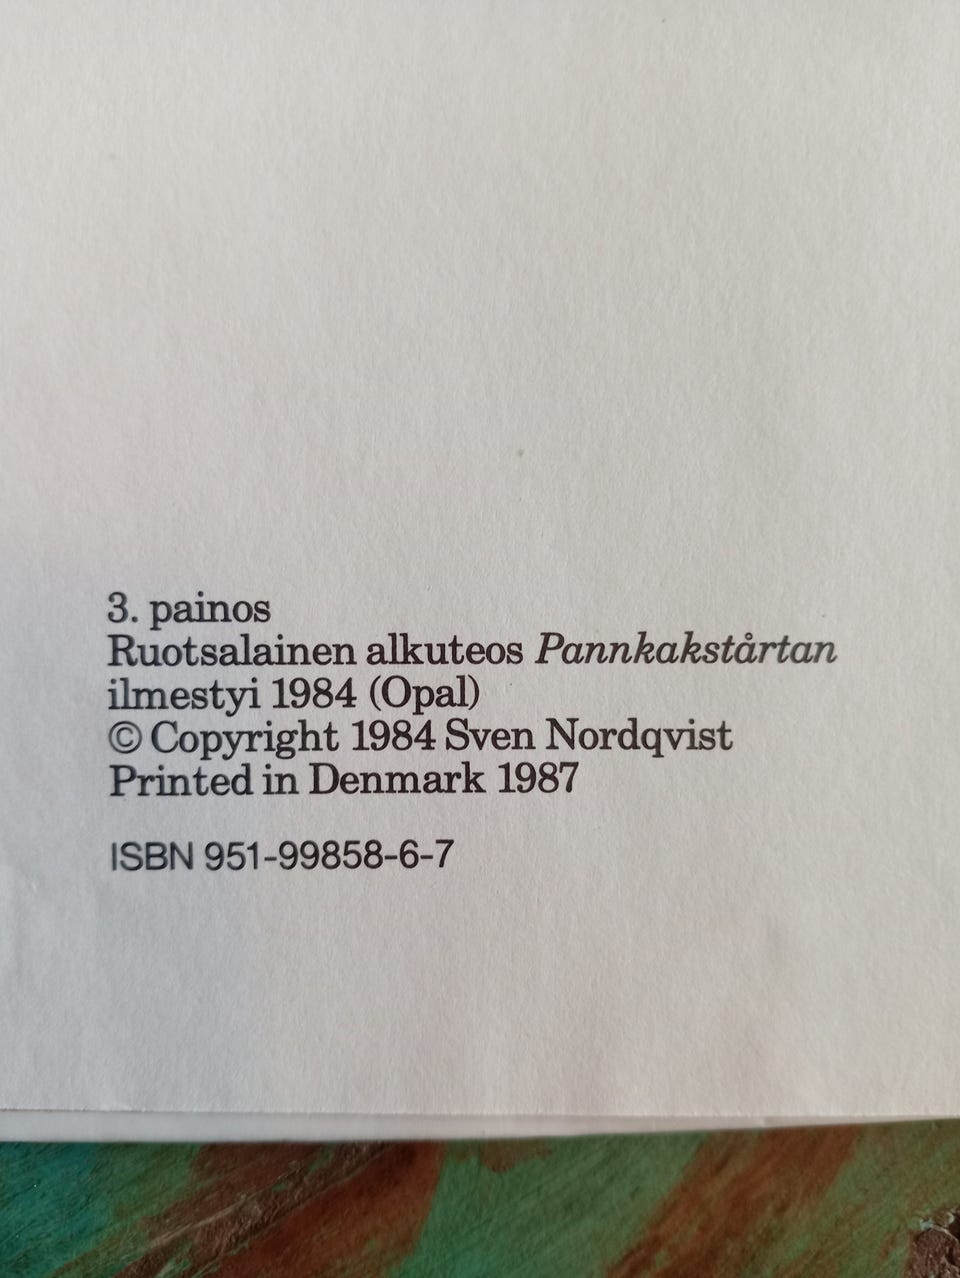 3. painos
Ruotsalainen alkuteos Pannkakstårtan
ilmestyi 1984 (Opal)
© Copyright 1984 Sven Nordqvist
Printed in Denmark 1987
ISBN 951-99858-6-7